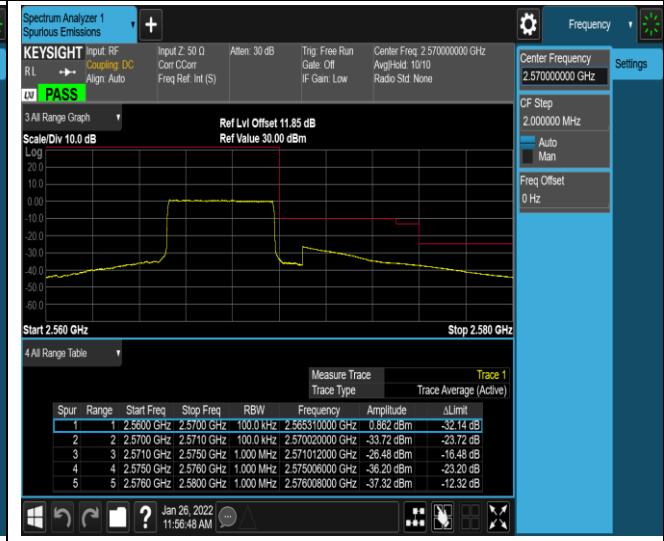 Spectrum Analyzer 1
Spurious Emissions
Frequency
KEYSIGHT
Input: RF
Input Z: 50 Ω
Atten: 30 dB
Trig: Free Run
Center Freq: 2.570000000 GHz
RL
Coupling: DC
Corr CCorr
Gate: Off
Avg|Hold: 10/10
Align: Auto
Freq Ref: Int (S)
IF Gain: Low
Radio Std: None
LXI PASS
Center Frequency
2.570000000 GHz
Settings
CF Step
2.000000 MHz
Auto
Man
Freq Offset
0 Hz
3 All Range Graph
Ref Lvl Offset 11.85 dB
Scale/Div 10.0 dB
Ref Value 30.00 dBm
Log
20.0
10.0
0.00
-10.0
-20.0
-30.0
-40.0
-50.0
-60.0
Start 2.560 GHz
Stop 2.580 GHz
4 All Range Table
Measure Trace Trace 1
Trace Type Trace Average (Active)
Spur Range Start Freq Stop Freq RBW Frequency Amplitude ΔLimit
1 1 2.5600 GHz 2.5700 GHz 100.0 kHz 2.565310000 GHz 0.862 dBm -32.14 dB
2 2 2.5700 GHz 2.5710 GHz 100.0 kHz 2.570020000 GHz -33.72 dBm -23.72 dB
3 3 2.5710 GHz 2.5750 GHz 1.000 MHz 2.571012000 GHz -26.48 dBm -16.48 dB
4 4 2.5750 GHz 2.5760 GHz 1.000 MHz 2.575006000 GHz -36.20 dBm -23.20 dB
5 5 2.5760 GHz 2.5800 GHz 1.000 MHz 2.576008000 GHz -37.32 dBm -12.32 dB
?
Jan 26, 2022
11:56:48 AM